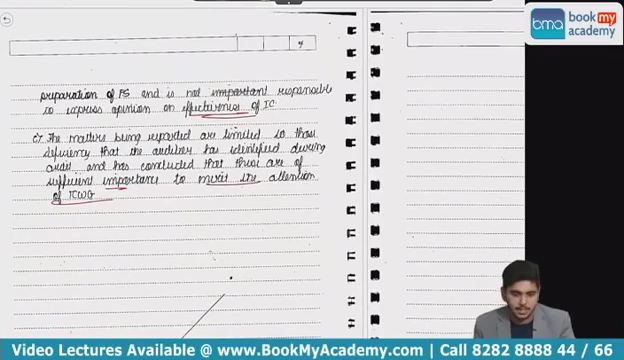 bma
book my
academy
4
preparation of FS and is not important responsible
to express opinion on effectiveness of IC
c7 The matters being reported are limited to those
deficiency that the auditor has identified during
audit and has concluded that these are of
sufficient importance to merit the attention
of TCWG
Video Lectures Available @ www.BookMyAcademy.com | Call 8282 8888 44 / 66